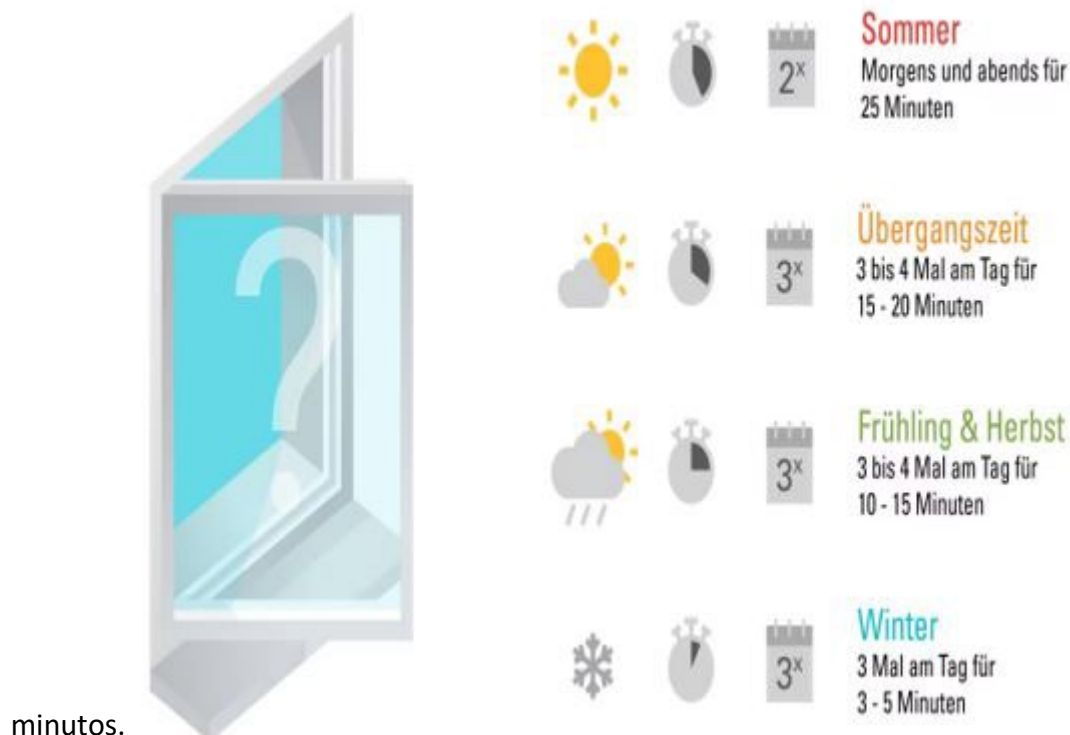 ?
2x
Sommer
Morgens und abends für
25 Minuten
3x
Übergangszeit
3 bis 4 Mal am Tag für
15 - 20 Minuten
3x
Frühling & Herbst
3 bis 4 Mal am Tag für
10 - 15 Minuten
3x
Winter
3 Mal am Tag für
3 - 5 Minuten
minutos.